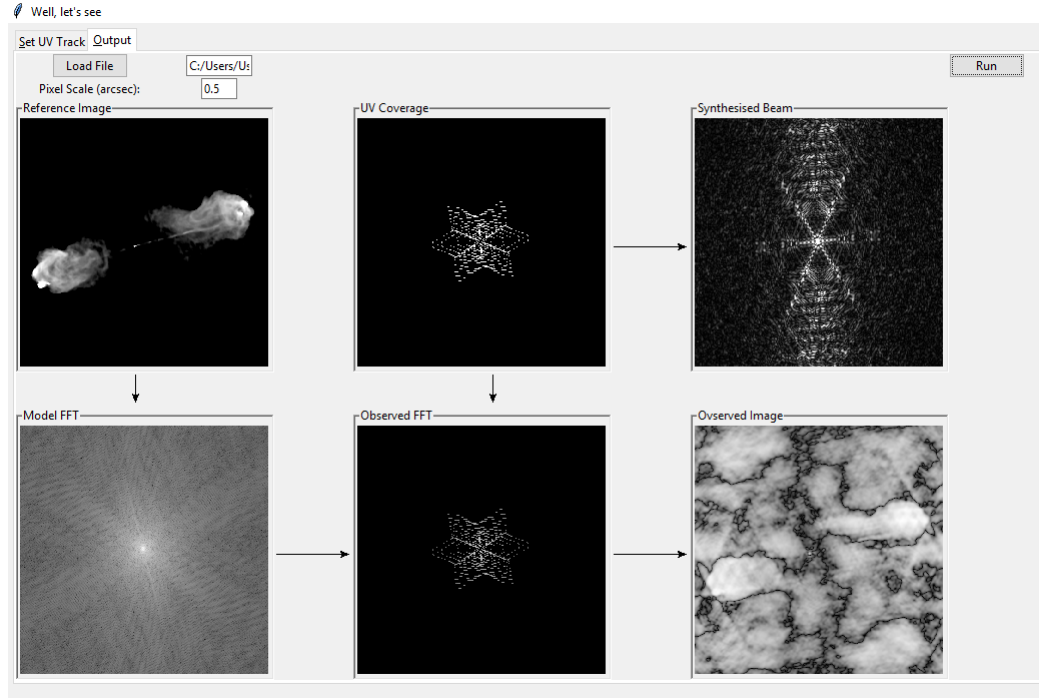 Well, let's see
Set UV Track Output
Load File C:/Users/Us Run
Pixel Scale (arcsec): 0.5
Reference Image UV Coverage Synthesised Beam
Model FFT Observed FFT Ovserved Image